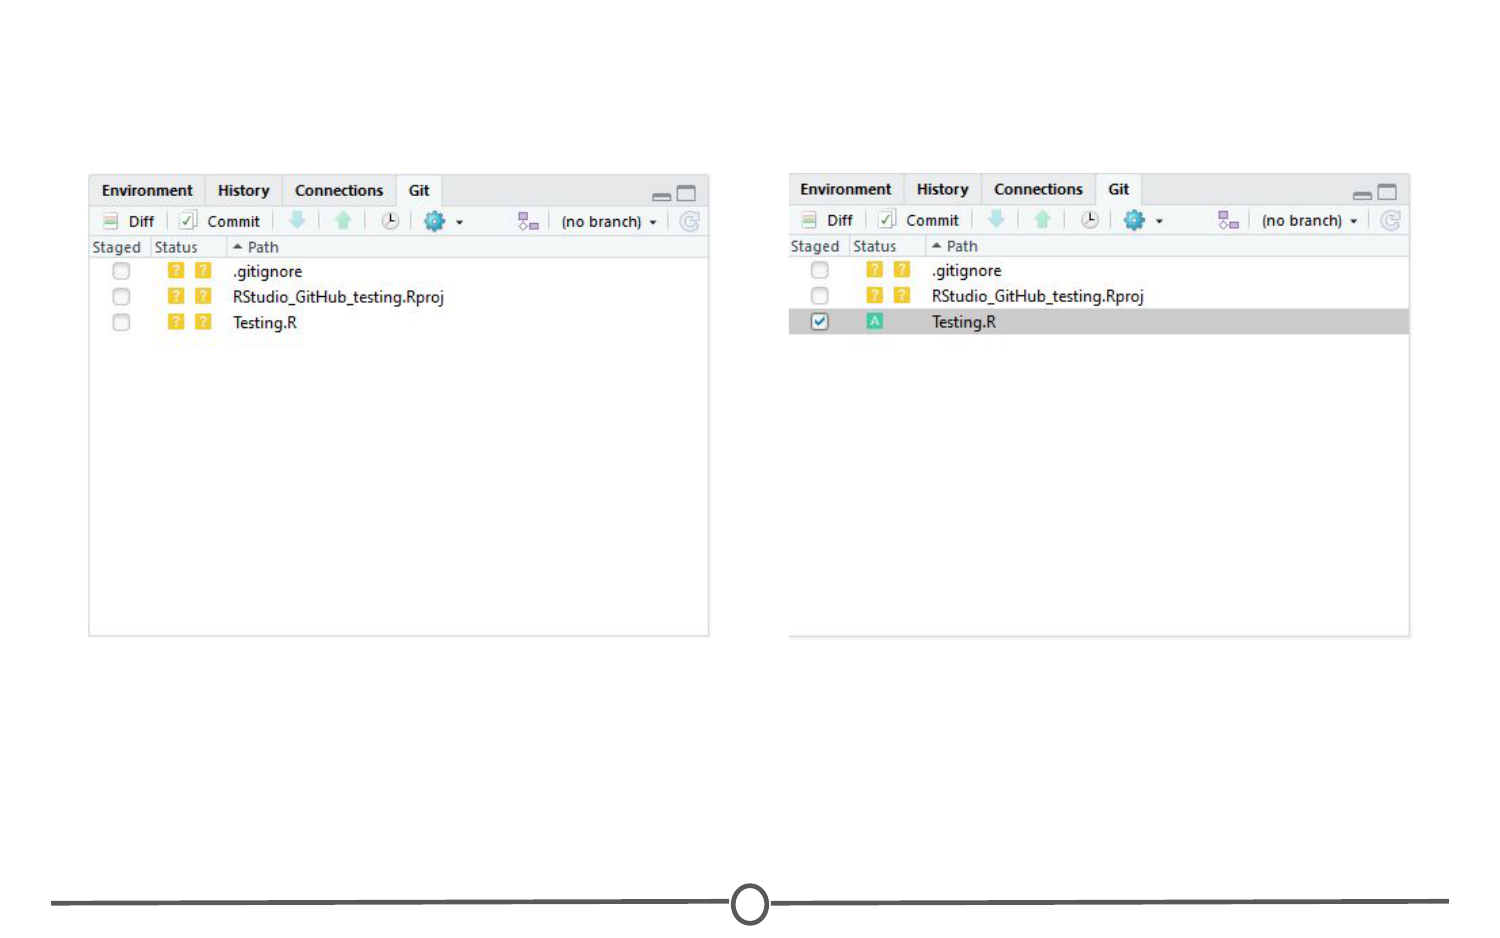 Environment History Connections Git
Diff Commit (no branch)
Staged Status Path
? ? .gitignore
? ? RStudio_GitHub_testing.Rproj
? ? Testing.R
Environment History Connections Git
Diff Commit (no branch)
Staged Status Path
? ? .gitignore
? ? RStudio_GitHub_testing.Rproj
A Testing.R